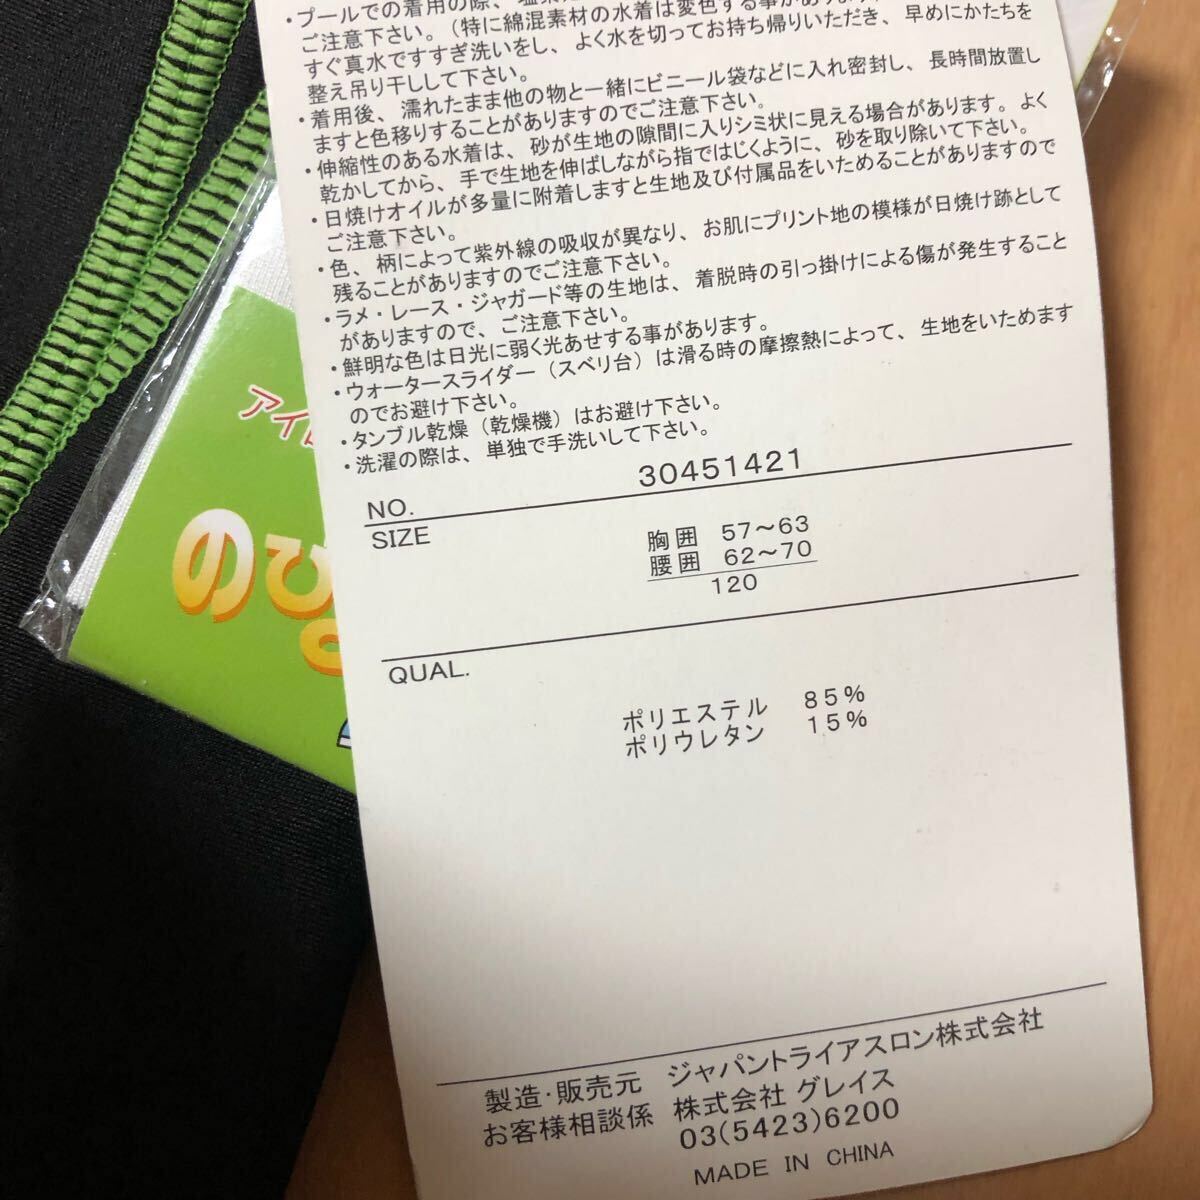 ・プールでの着用の際、塩素
ご注意下さい。(特に綿混素材の水着は変色する事があり
すぐ真水ですすぎ洗いをし、よく水を切ってお持ち帰りいただき、早めにかたちを
整え吊り干しして下さい。
・着用後、濡れたまま他の物と一緒にビニール袋などに入れ密封し、長時間放置し
ますと色移りすることがありますのでご注意下さい。
・伸縮性のある水着は、砂が生地の隙間に入りシミ状に見える場合があります。よく
乾かしてから、手で生地を伸ばしながら指ではじくように、砂を取り除いて下さい。
・日焼けオイルが多量に附着しますと生地及び付属品をいためることがありますので
ご注意下さい。
・色、柄によって紫外線の吸収が異なり、お肌にプリント地の模様が日焼け跡として
残ることがありますのでご注意下さい。
・ラメ・レース・ジャガード等の生地は、着脱時の引っ掛けによる傷が発生すること
がありますので、ご注意下さい。
・鮮明な色は日光に弱く光あせする事があります。
・ウォータースライダー(スベリ台)は滑る時の摩擦熱によって、生地をいためます
のでお避け下さい。
・タンブル乾燥(乾燥機)はお避け下さい。
・洗濯の際は、単独で手洗いして下さい。
NO. 30451421
SIZE
胸囲 57～63
腰囲 62～70
120
QUAL.
ポリエステル 85%
ポリウレタン 15%
製造・販売元 ジャパントライアスロン株式会社
お客様相談係 株式会社 グレイス
03(5423)6200
MADE IN CHINA
アイ
のび